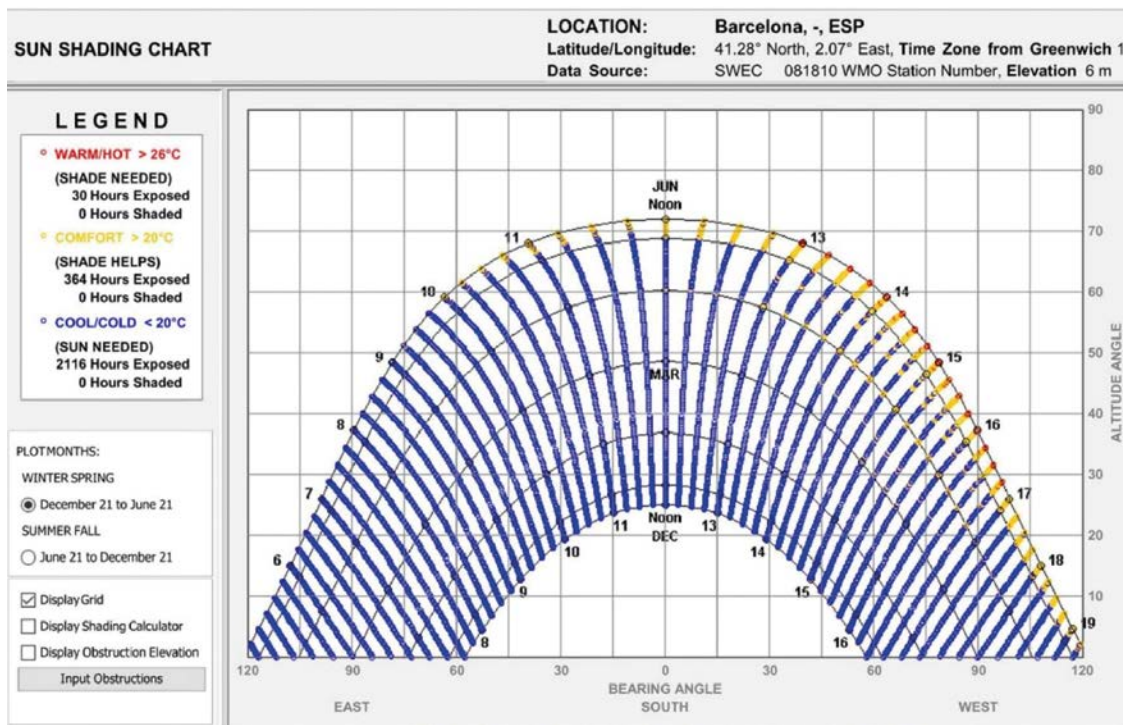 SUN SHADING CHART
LOCATION: Barcelona, -, ESP
Latitude/Longitude: 41.28° North, 2.07° East, Time Zone from Greenwich 1
Data Source: SWEC 081810 WMO Station Number, Elevation 6 m
LEGEND
WARM/HOT > 26°C
(SHADE NEEDED)
30 Hours Exposed
0 Hours Shaded
COMFORT > 20°C
(SHADE HELPS)
364 Hours Exposed
0 Hours Shaded
COOL/COLD < 20°C
(SUN NEEDED)
2116 Hours Exposed
0 Hours Shaded
PLOTMONTHS:
WINTER SPRING
December 21 to June 21
SUMMER FALL
June 21 to December 21
Display Grid
Display Shading Calculator
Display Obstruction Elevation
Input Obstructions
90
80
70
60
50
40
30
20
10
ALTITUDE ANGLE
JUN
Noon
11
13
10
14
9
15
MAR
8
16
7
17
6
18
19
Noon
DEC
11
13
10
14
9
15
8
16
120 90 60 30 0 30 60 90 120
BEARING ANGLE
EAST SOUTH WEST